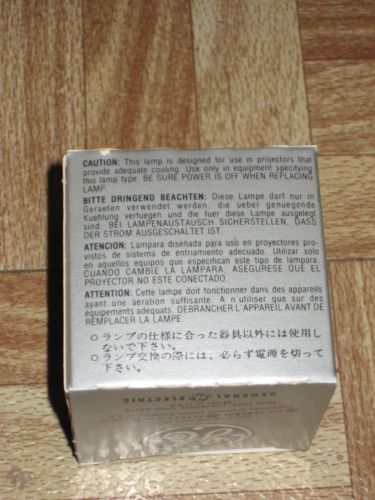 CAUTION: This lamp is designed for use in projectors that
provide adequate cooling. Use only in equipment specifying
this lamp type. BE SURE POWER IS OFF WHEN REPLACING
LAMP
BITTE DRINGEND BEACHTEN: Diese Lampe darf nur in
Geraeten verwendet werden, die ueber genuegende
Kuehlung vertuegen und die fuer diese Lampe ausgelegt
sind. BEI LAMPENAUSTAUSCH SICHERSTELLEN, DASS
DER STROM AUSGESCHALTET IST.
ATENCION: Lampara diseñada para uso en proyectores pro-
vistos de sistema de entriamiento adecuado. Utilizar sólo
en aquellos equipos que especifican este tipo de lampara.
CUANDO CAMBIE LA LAMPARA, ASEGURESE QUE EL
PROYECTOR NO ESTE CONECTADO.
ATTENTION: Cette lampe doit fonctionner dans des appareils
ayant une aeration suffisante. A n utiliser que sur des
équipements adéquats. DEBRANCHER L'APPAREIL AVANT DE
REMPLACER LA LAMPE.
○ランプの仕様に合った器具以外には使用し
ないで下さい。
○ランプ交換の際には、必らず電源を切って
下さい。
GENERAL ELECTRIC